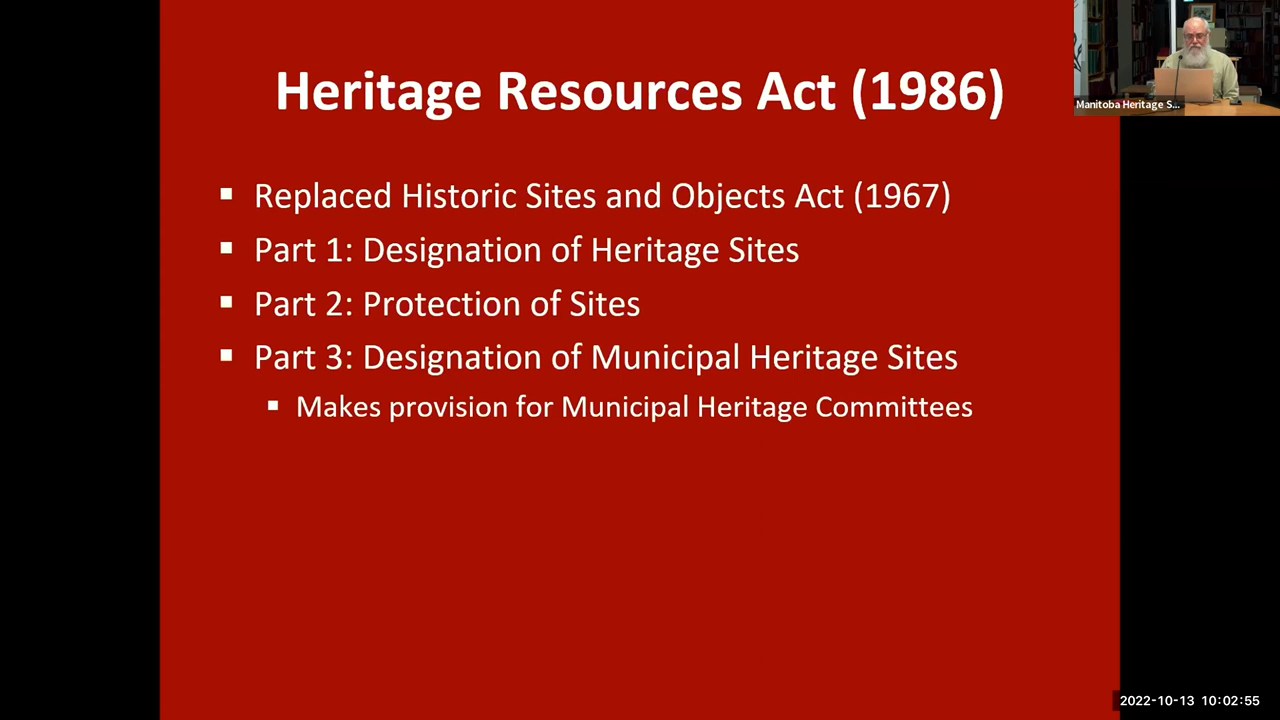 Heritage Resources Act (1986)
Manitoba Heritage S...
▪ Replaced Historic Sites and Objects Act (1967)
▪ Part 1: Designation of Heritage Sites
▪ Part 2: Protection of Sites
▪ Part 3: Designation of Municipal Heritage Sites
▪ Makes provision for Municipal Heritage Committees
2022-10-13 10:02:55